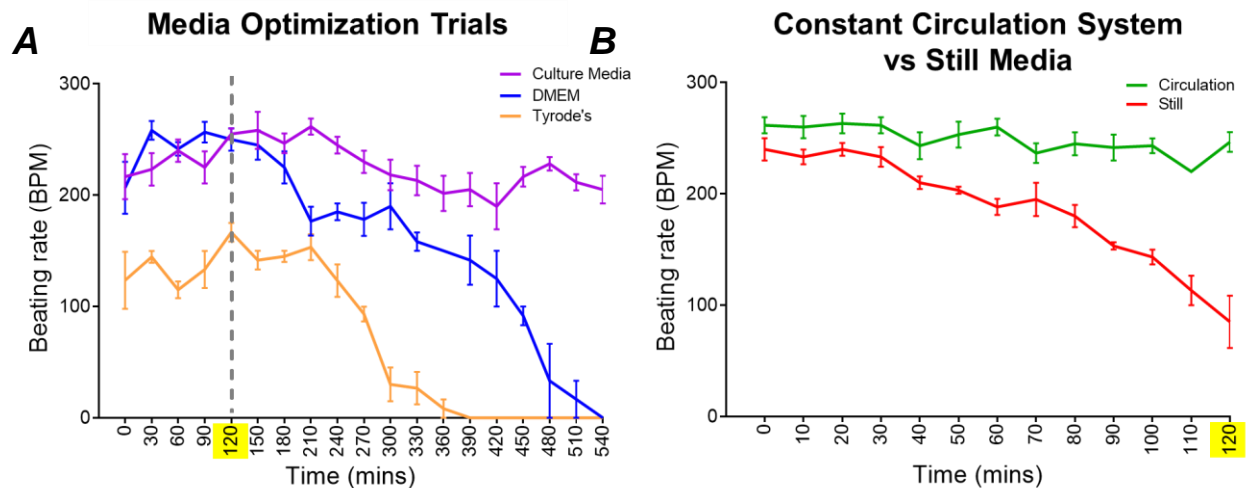 A
Media Optimization Trials
Culture Media
DMEM
Tyrode's
Beating rate (BPM)
300
200
100
0
0 30 60 90 120 150 180 210 240 270 300 330 360 390 420 450 480 510 540
Time (mins)
B
Constant Circulation System
vs Still Media
Circulation
Still
Beating rate (BPM)
300
200
100
0
0 10 20 30 40 50 60 70 80 90 100 110 120
Time (mins)